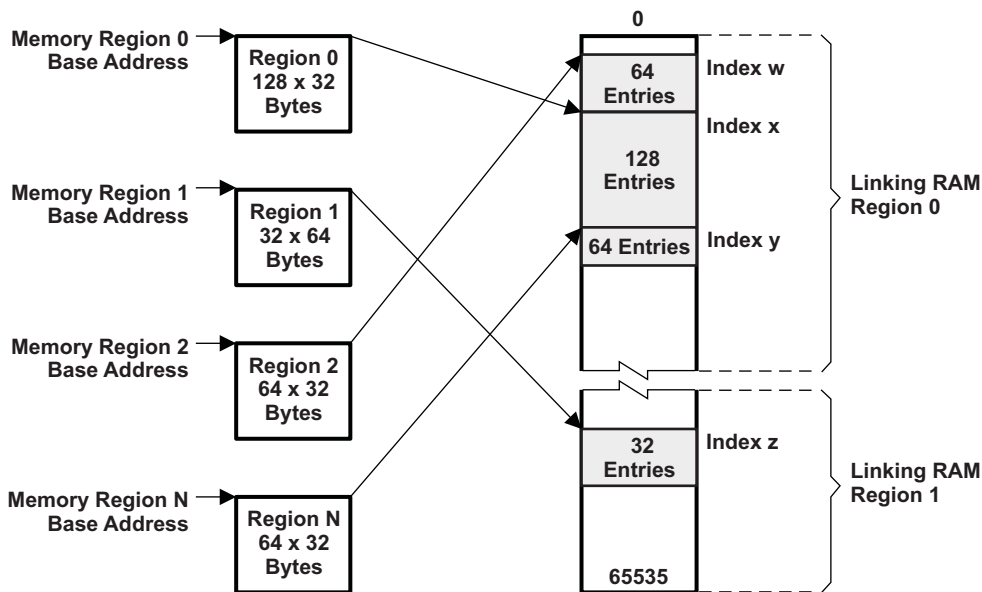 Memory Region 0
Base Address
Region 0
128 x 32
Bytes
Memory Region 1
Base Address
Region 1
32 x 64
Bytes
Memory Region 2
Base Address
Region 2
64 x 32
Bytes
Memory Region N
Base Address
Region N
64 x 32
Bytes
0
64
Entries
Index w
128
Entries
Index x
64 Entries
Index y
Linking RAM
Region 0
32
Entries
Index z
65535
Linking RAM
Region 1